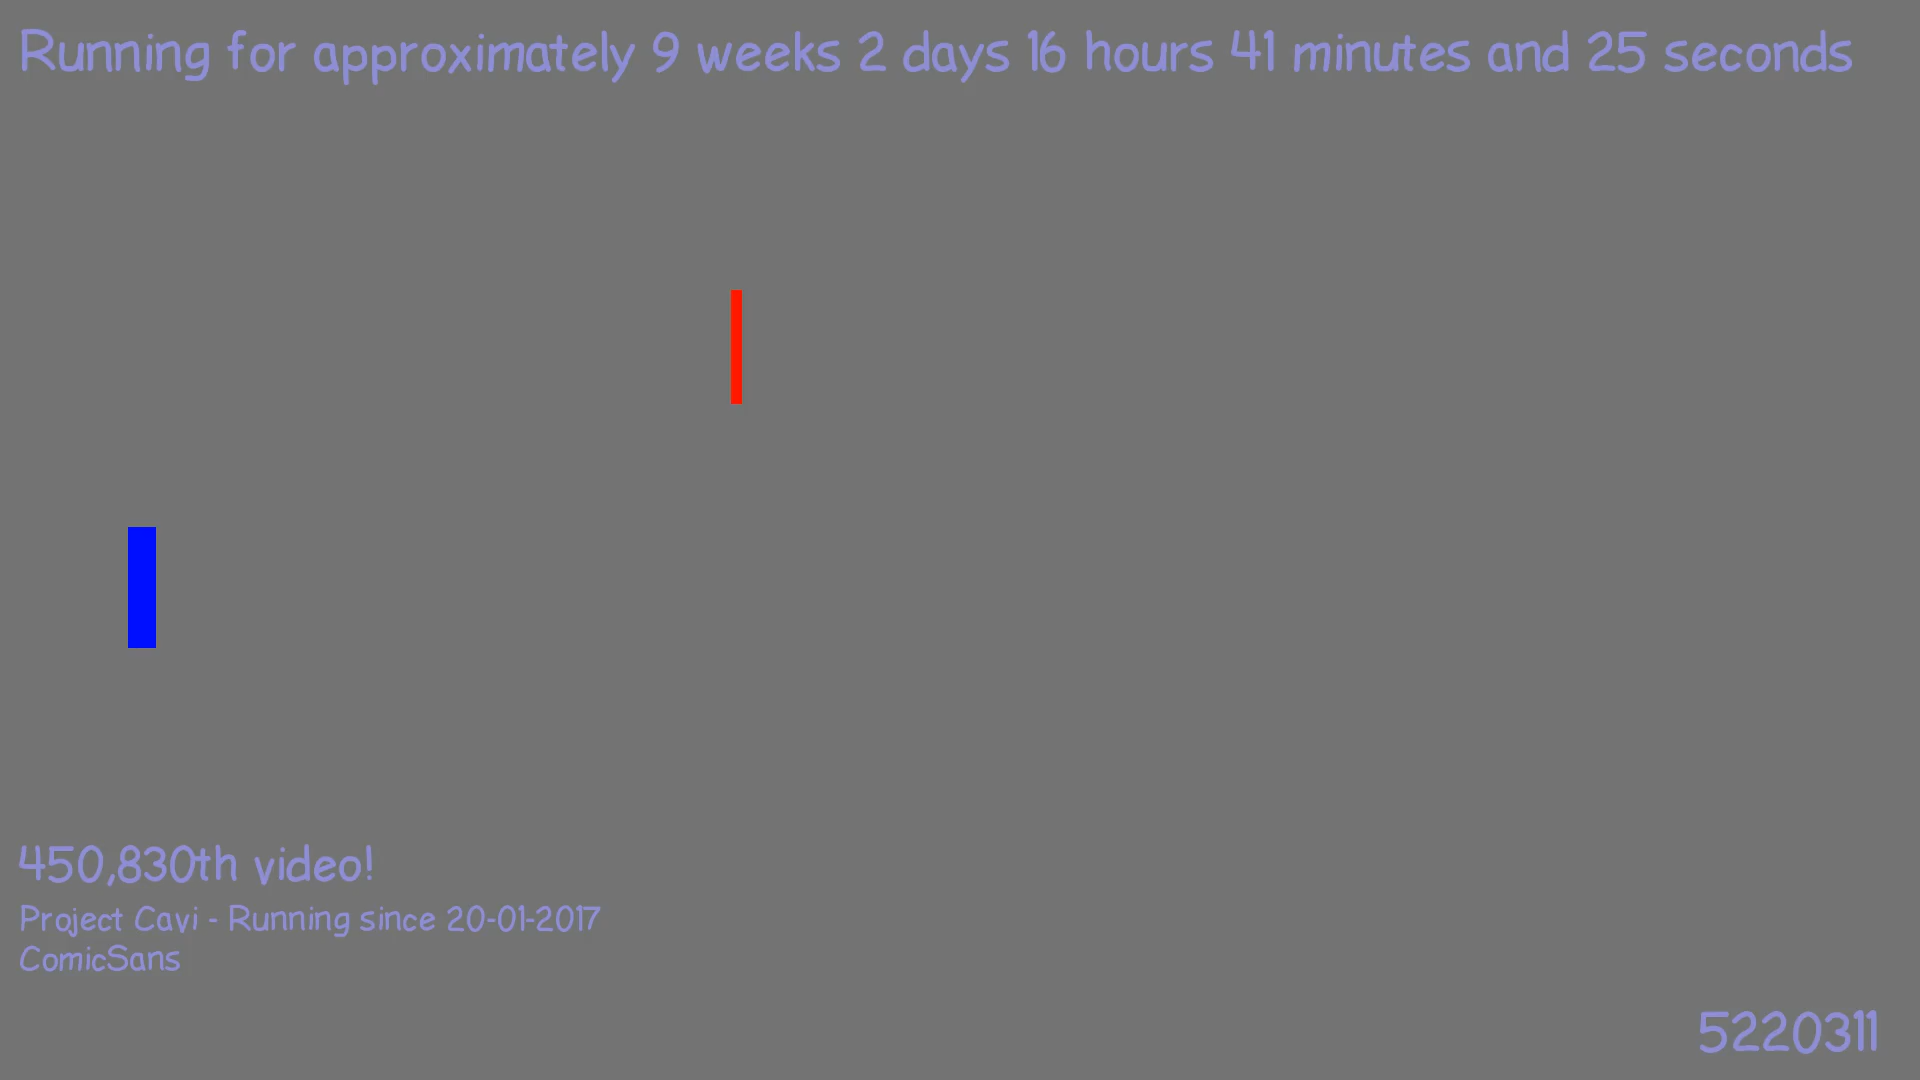 Running for approximately 9 weeks 2 days 16 hours 41 minutes and 25 seconds
450,830th video!
Project Cavi - Running since 20-01-2017
ComicSans
5220311